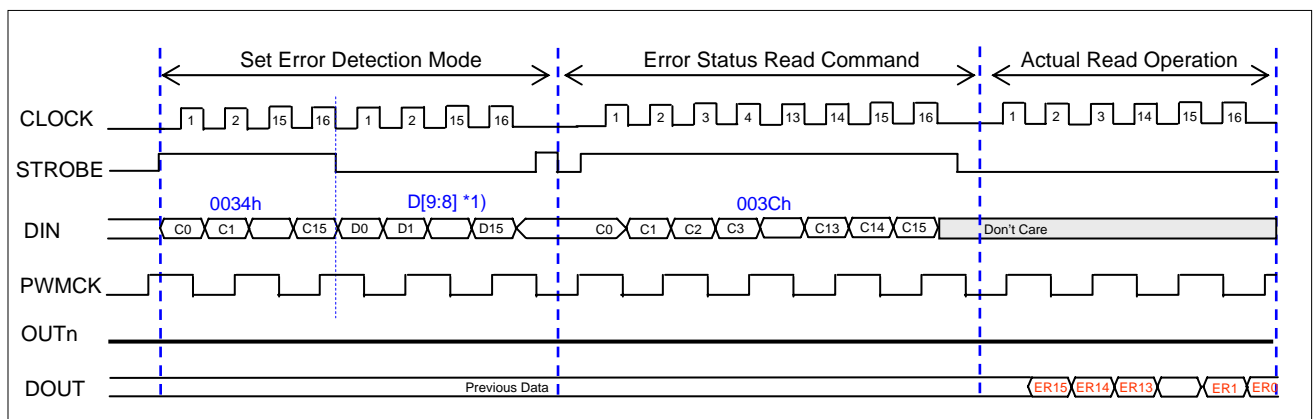 Set Error Detection Mode Error Status Read Command Actual Read Operation
CLOCK 1 2 15 16 1 2 15 16 1 2 3 4 13 14 15 16 1 2 3 14 15 16
STROBE
0034h D[9:8] *1) 003Ch
DIN C0 C1 C15 D0 D1 D15 C0 C1 C2 C3 C13 C14 C15 Don't Care
PWMCK
OUTn
DOUT Previous Data ER15 ER14 ER13 ER1 ER0